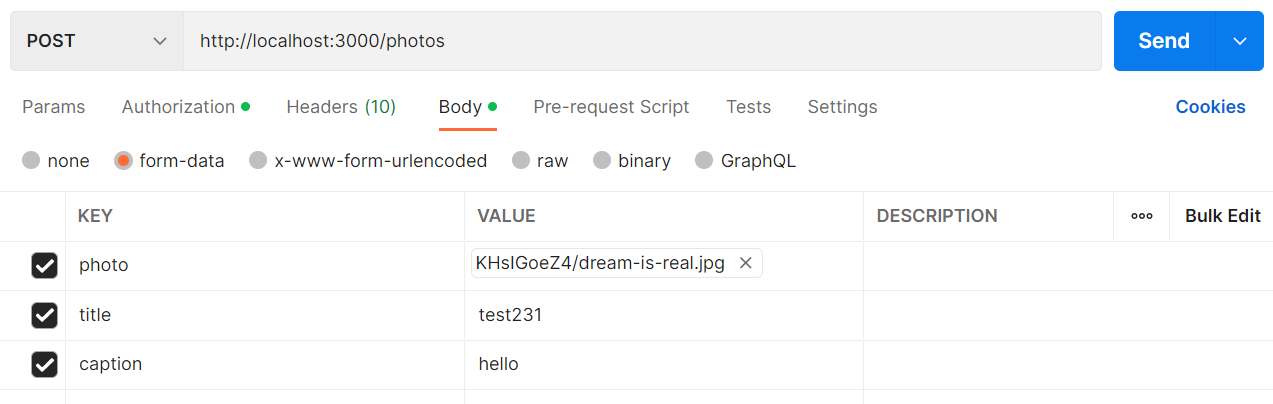 POST http://localhost:3000/photos Send
Params Authorization Headers (10) Body Pre-request Script Tests Settings Cookies
none form-data x-www-form-urlencoded raw binary GraphQL
KEY VALUE DESCRIPTION ooo Bulk Edit
photo KHsIGoeZ4/dream-is-real.jpg
title test231
caption hello